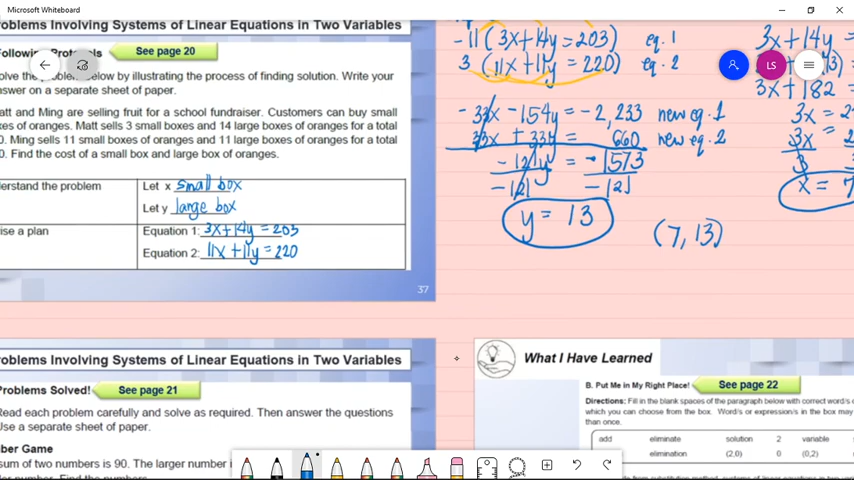 Microsoft Whiteboard
oblems Involving Systems of Linear Equations in Two Variables
Following Protocols
See page 20
olve the problem below by illustrating the process of finding solution. Write your
nswer on a separate sheet of paper.
att and Ming are selling fruit for a school fundraiser. Customers can buy small
es of oranges. Matt sells 3 small boxes and 14 large boxes of oranges for a total
0. Ming sells 11 small boxes of oranges and 11 large boxes of oranges for a total
0. Find the cost of a small box and large box of oranges.
derstand the problem
Let x small box
Let y large box
ise a plan
Equation 1: 3x+14y = 203
Equation 2: 11x +11y = 220
37
-11 (3x+14y = 203) eq. 1
3 (11x + 11y = 220) eq. 2
-33x - 154y = -2,233 new eq. 1
33x + 33y = 660 new eq. 2
-121y = -1573
-121 -121
y = 13
(7, 13)
3x + 14y =
3x + 182 =
3x = 2
3x =
3
x = 7
LS
oblems Involving Systems of Linear Equations in Two Variables
Problems Solved!
See page 21
Read each problem carefully and solve as required. Then answer the questions
Use a separate sheet of paper.
ber Game
sum of two numbers is 90. The larger number i
What I Have Learned
B. Put Me in My Right Place!
See page 22
Directions: Fill in the blank spaces of the paragraph below with correct word/s
which you can choose from the box. Word/s or expression/s in the box may
than once.
add eliminate solution 2 variable
elimination (2,0) 0 (0,2)